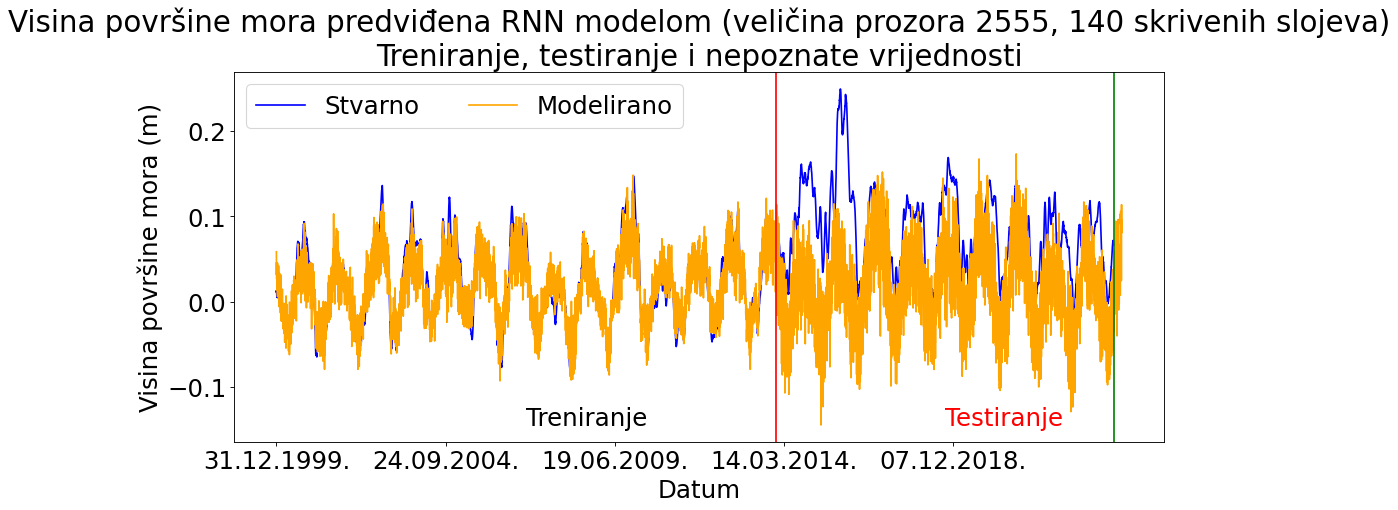 Visina površine mora predviđena RNN modelom (veličina prozora 2555, 140 skrivenih slojeva)
Treniranje, testiranje i nepoznate vrijednosti
Stvarno
Modelirano
Visina površine mora (m)
0.2
0.1
0.0
−0.1
Treniranje
Testiranje
31.12.1999.
24.09.2004.
19.06.2009.
14.03.2014.
07.12.2018.
Datum